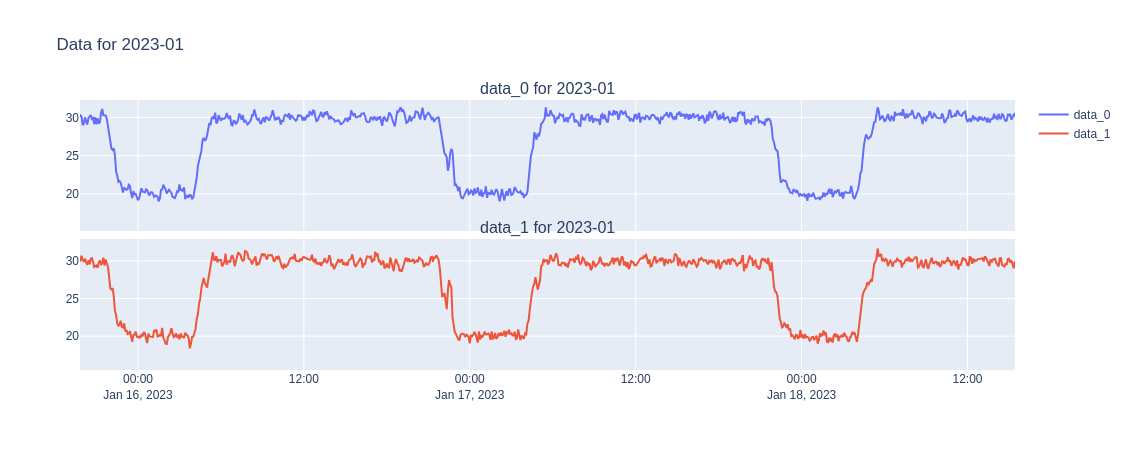 Data for 2023-01
data_0 for 2023-01
30
25
20
data_0
data_1
data_1 for 2023-01
30
25
20
00:00 12:00 00:00 12:00 00:00 12:00
Jan 16, 2023 Jan 17, 2023 Jan 18, 2023